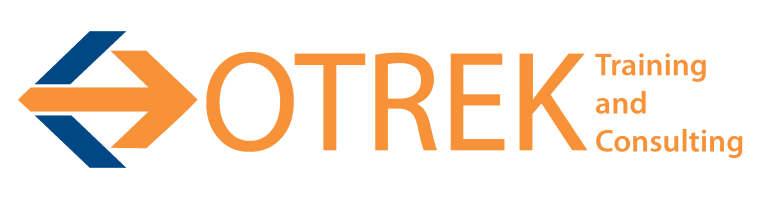 OTREK
Training
and
Consulting